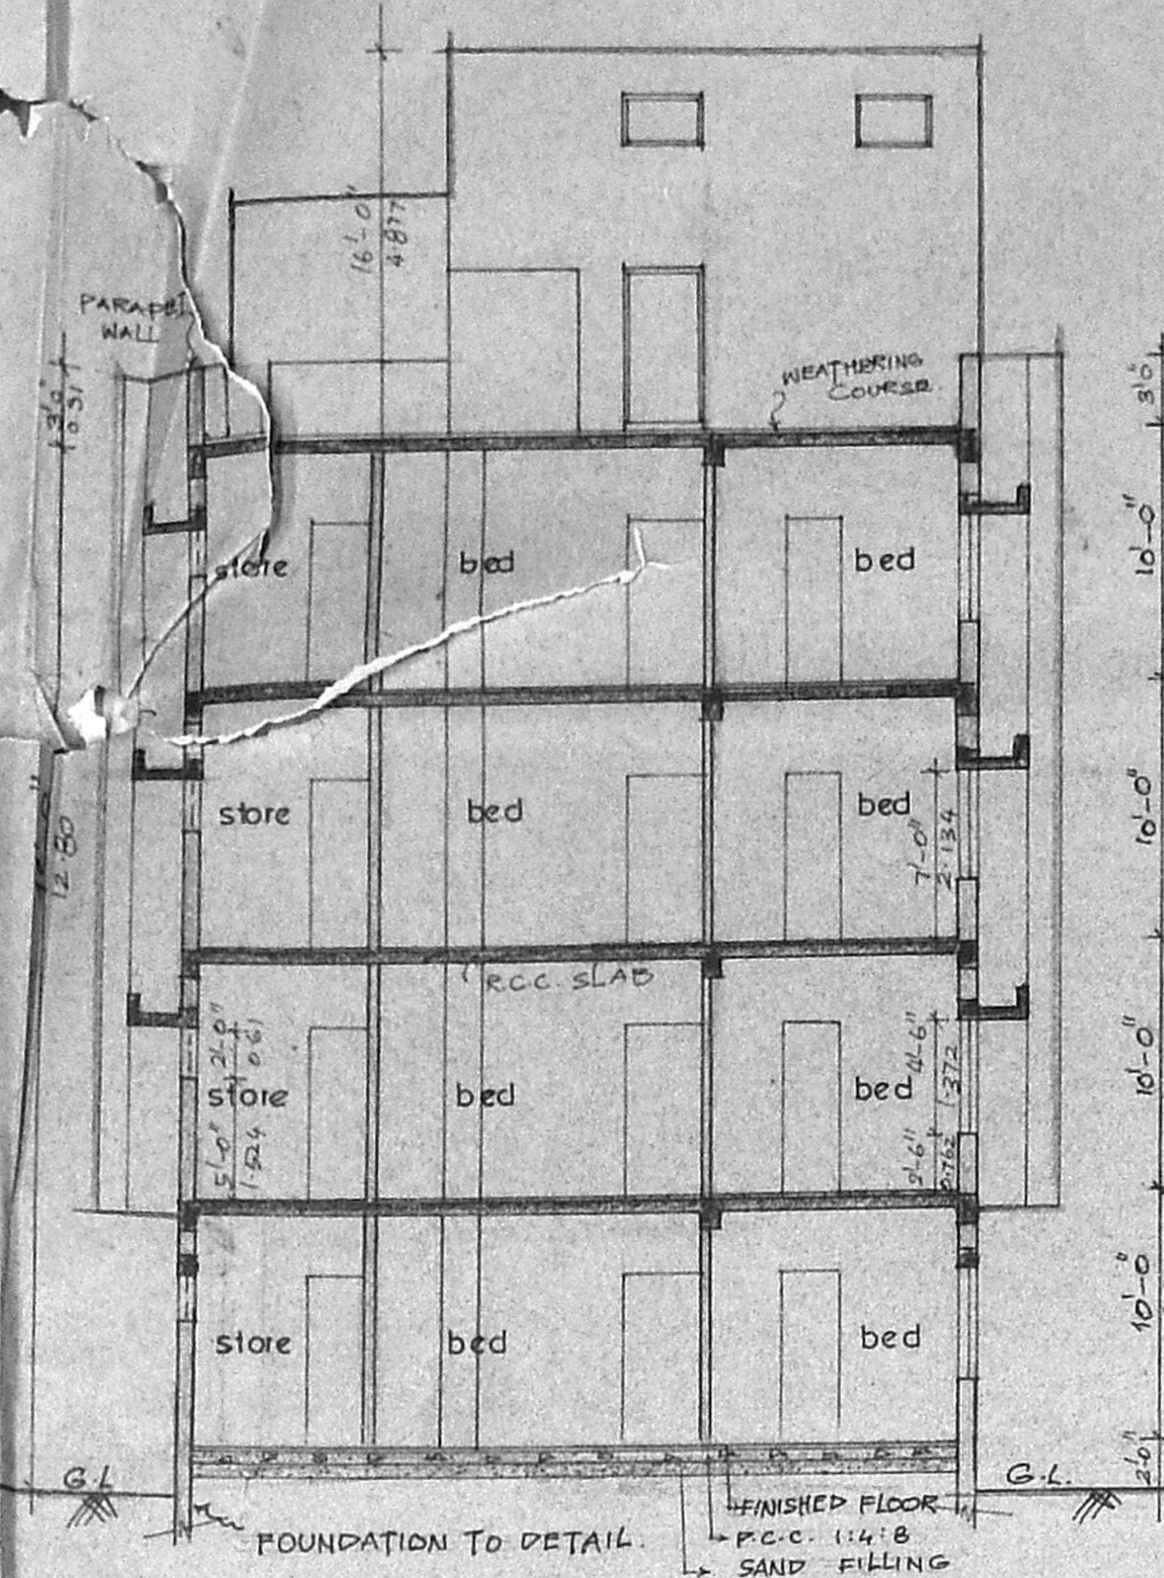 16'-0"
4.877
PARAPET
WALL
3'0"
WEATHERING
COURSE
3'0"
store
bed
bed
10'-0"
12.80
store
bed
bed
7'-0"
2.134
10'-0"
R.C.C. SLAB
2'-0"
0.61
5'-0"
1.524
store
bed
bed
4'-6"
1.372
2'-6"
0.762
10'-0"
store
bed
bed
10'-0"
2'0"
G.L
G.L.
FOUNDATION TO DETAIL.
FINISHED FLOOR
P.C.C. 1:4:8
SAND FILLING